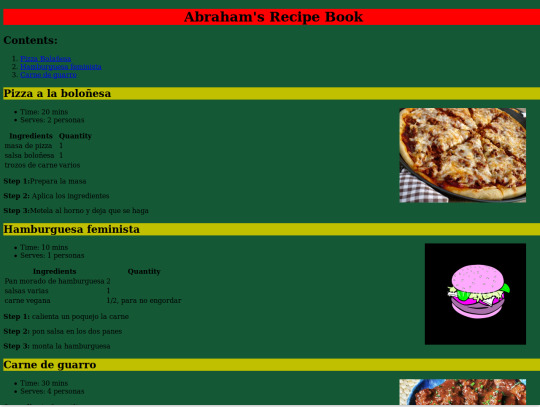 Abraham's Recipe Book
Contents:
1. Pizza Boloñesa
2. Hamburguesa feminista
3. Carne de guarro
Pizza a la boloñesa
• Time: 20 mins
• Serves: 2 personas
Ingredients Quantity
masa de pizza 1
salsa boloñesa 1
trozos de carne varios
Step 1:Prepara la masa
Step 2: Aplica los ingredientes
Step 3:Metela al horno y deja que se haga
Hamburguesa feminista
• Time: 10 mins
• Serves: 1 personas
Ingredients Quantity
Pan morado de hamburguesa 2
salsas varias 1
carne vegana 1/2, para no engordar
Step 1: calienta un poquejo la carne
Step 2: pon salsa en los dos panes
Step 3: monta la hamburguesa
Carne de guarro
• Time: 30 mins
• Serves: 4 personas